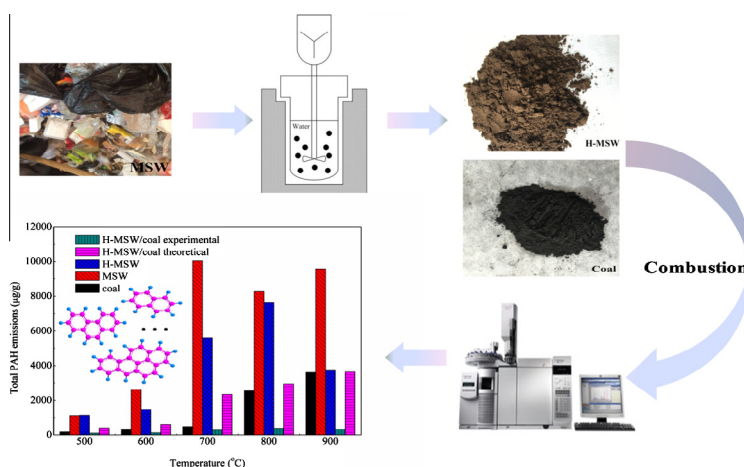 MSW
Water
H-MSW
Coal
Combustion
12000
10000
8000
6000
4000
2000
0
Total PAH emissions (µg/g)
H-MSW/coal experimental
H-MSW/coal theoretical
H-MSW
MSW
coal
500
600
700
800
900
Temperature (°C)